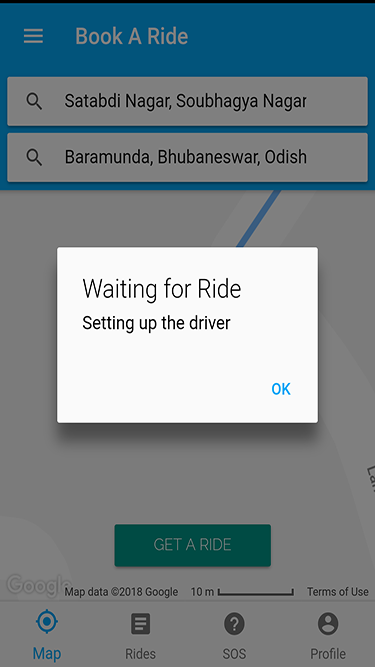 Book A Ride
Satabdi Nagar, Soubhagya Nagar
Baramunda, Bhubaneswar, Odish
Waiting for Ride
Setting up the driver
OK
GET A RIDE
Google
Map data ©2018 Google 10 m Terms of Use
Map Rides SOS Profile